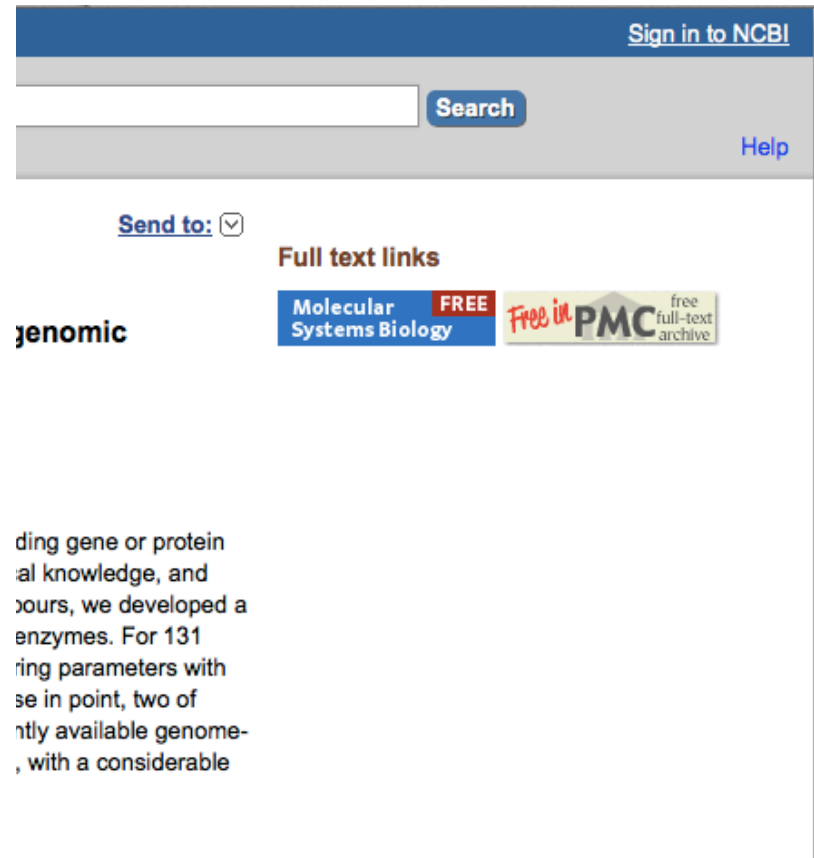 Sign in to NCBI
Search
Help
Send to:
Full text links
Molecular FREE
Systems Biology
Free in PMC free
full-text
archive
genomic
ding gene or protein
al knowledge, and
ours, we developed a
enzymes. For 131
ring parameters with
se in point, two of
ntly available genome-
, with a considerable